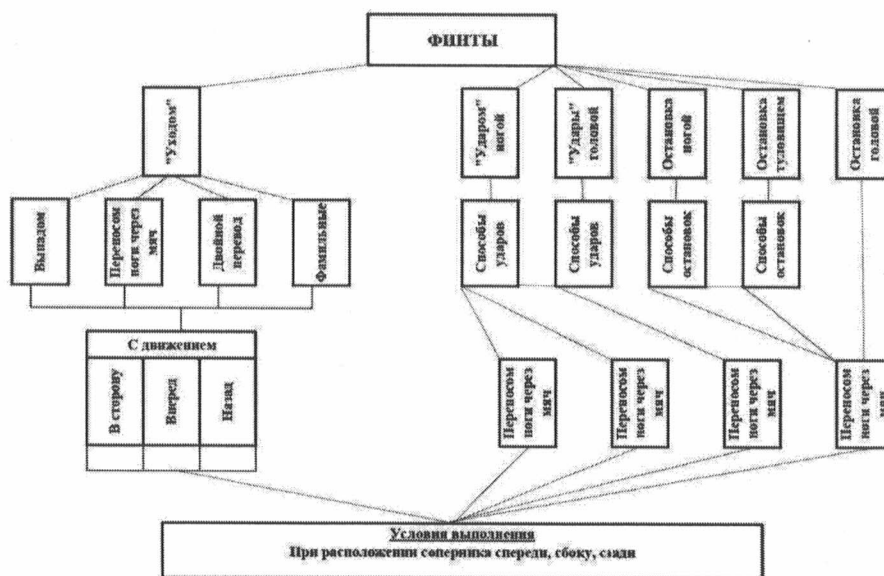 ФИНТЫ
"Уходом"
"Ударом"
ногой
"Удары"
головой
Остановка
ногой
Остановка
туловищем
Остановка
головой
Выпадом
Переносом
ноги через
мяч
Двойной
перевод
Фамильные
Способы
ударов
Способы
ударов
Способы
остановок
Способы
остановок
С движением
В сторону
Вперед
Назад
Переносом
ноги через
мяч
Переносом
ноги через
мяч
Переносом
ноги через
мяч
Переносом
ноги через
мяч
Условия выполнения
При расположении соперника спереди, сбоку, сзади